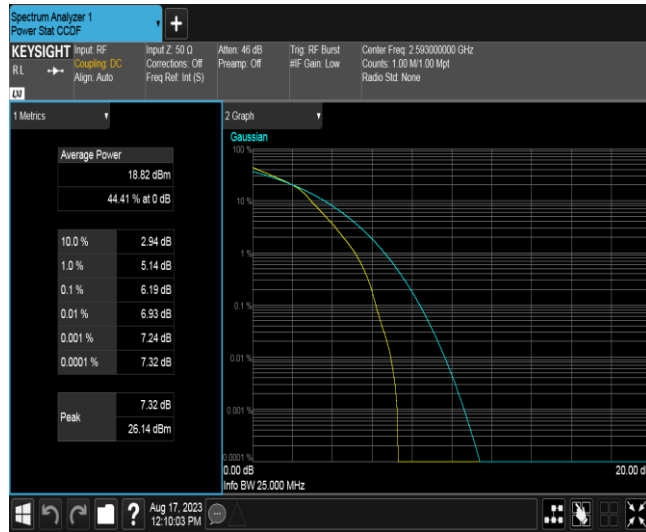 Spectrum Analyzer 1
Power Stat CCDF
+
KEYSIGHT
RL
LXI
Input: RF
Coupling: DC
Align: Auto
Input Z: 50 Ω
Corrections: Off
Freq Ref: Int (S)
Atten: 46 dB
Preamp: Off
Trig: RF Burst
#IF Gain: Low
Center Freq: 2.593000000 GHz
Counts: 1.00 M/1.00 Mpt
Radio Std: None
1 Metrics
Average Power
18.82 dBm
44.41 % at 0 dB
10.0 % 2.94 dB
1.0 % 5.14 dB
0.1 % 6.19 dB
0.01 % 6.93 dB
0.001 % 7.24 dB
0.0001 % 7.32 dB
Peak
7.32 dB
26.14 dBm
2 Graph
Gaussian
100 %
10 %
1 %
0.1 %
0.01 %
0.001 %
0.0001 %
0.00 dB
20.00 d
Info BW 25.000 MHz
?
Aug 17, 2023
12:10:03 PM